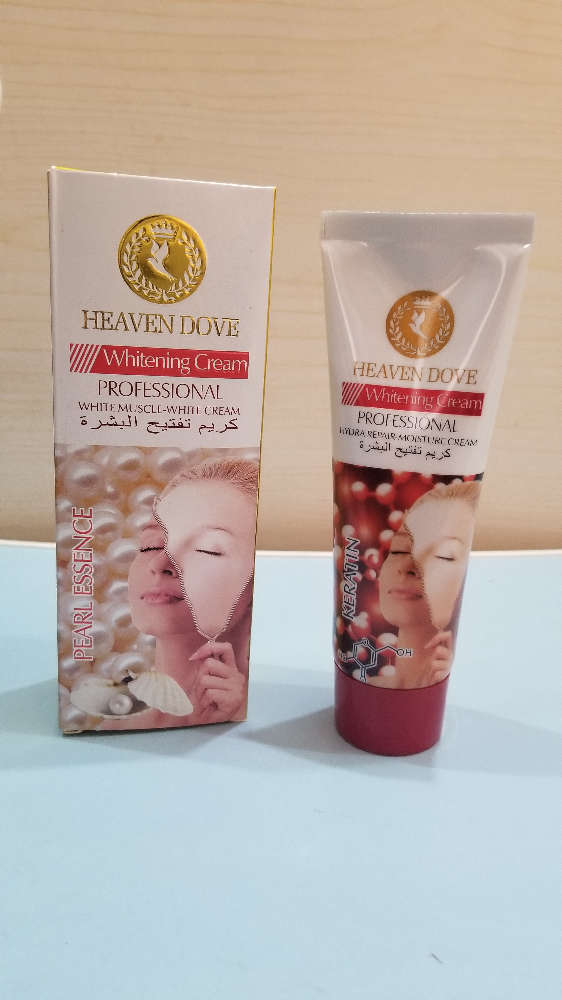 HEAVEN DOVE
Whitening Cream
PROFESSIONAL
WHITE MUSCLE-WHITE CREAM
كريم تفتيح البشرة
PEARL ESSENCE
HEAVEN DOVE
Whitening Cream
PROFESSIONAL
HYDRA REPAIR-MOISTURE CREAM
كريم تفتيح البشرة
KERATIN
OH